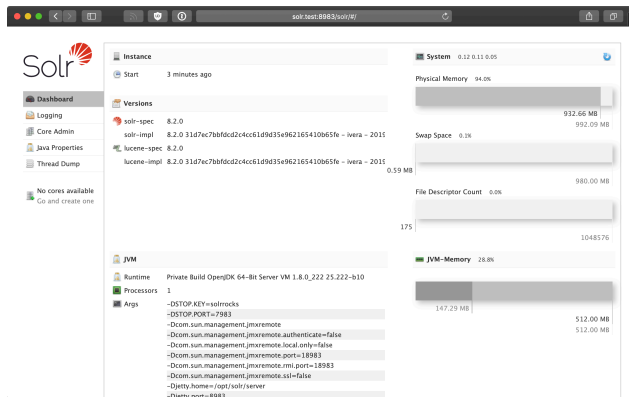 solr.test:8983/solr/#/
Solr
Dashboard
Logging
Core Admin
Java Properties
Thread Dump
No cores available
Go and create one
Instance
Start 3 minutes ago
Versions
solr-spec 8.2.0
solr-impl 8.2.0 31d7ec7bbfdcd2c4cc61d9d35e962165410b65fe - ivera - 2019
lucene-spec 8.2.0
lucene-impl 8.2.0 31d7ec7bbfdcd2c4cc61d9d35e962165410b65fe - ivera - 2019
JVM
Runtime Private Build OpenJDK 64-Bit Server VM 1.8.0_222 25.222-b10
Processors 1
Args -DSTOP.KEY=solrrocks
-DSTOP.PORT=7983
-Dcom.sun.management.jmxremote
-Dcom.sun.management.jmxremote.authenticate=false
-Dcom.sun.management.jmxremote.local.only=false
-Dcom.sun.management.jmxremote.port=18983
-Dcom.sun.management.jmxremote.rmi.port=18983
-Dcom.sun.management.jmxremote.ssl=false
-Djetty.home=/opt/solr/server
-Djetty.port=8983
System 0.12 0.11 0.05
Physical Memory 94.0%
932.66 MB
992.09 MB
Swap Space 0.1%
0.59 MB
980.00 MB
File Descriptor Count 0.0%
175
1048576
JVM-Memory 28.8%
147.29 MB
512.00 MB
512.00 MB